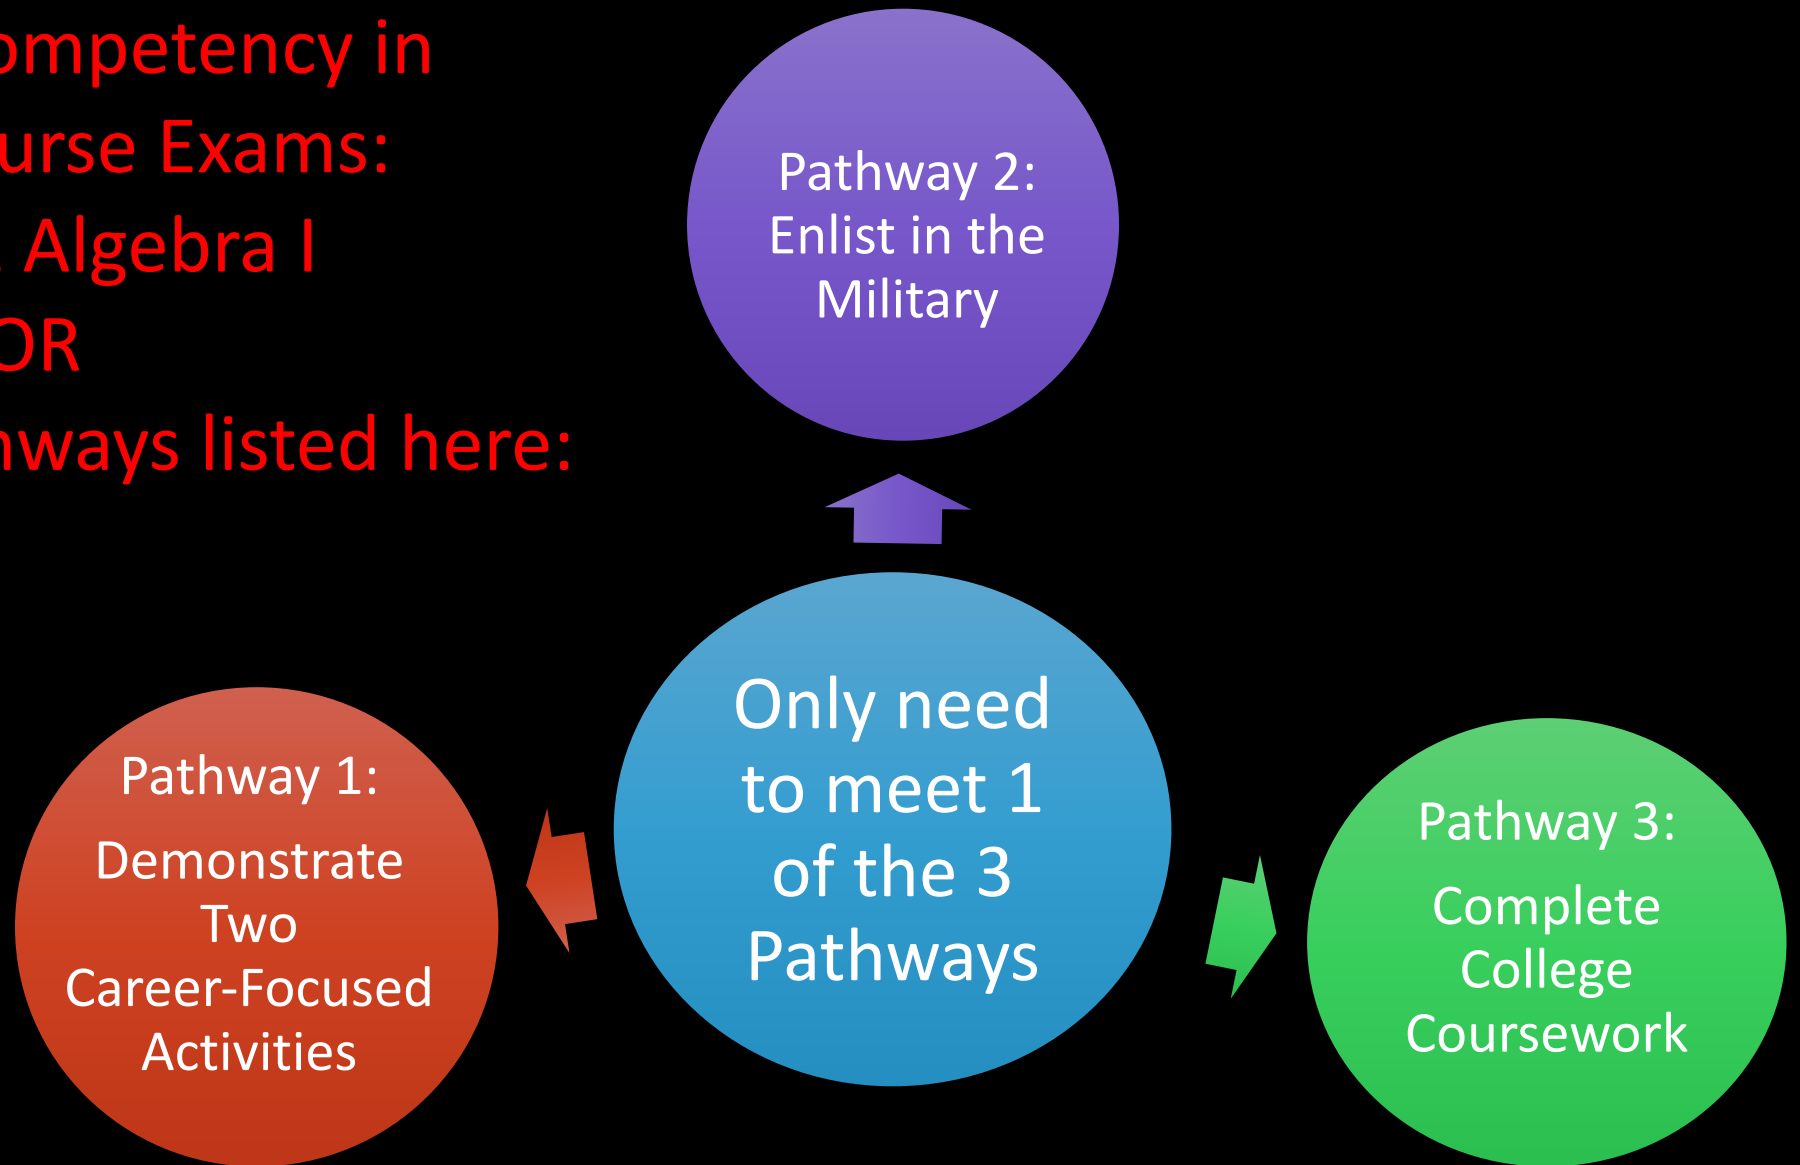 ompetency in
urse Exams:
Algebra I
OR
ways listed here:
Pathway 2:
Enlist in the
Military
Only need
to meet 1
of the 3
Pathways
Pathway 1:
Demonstrate
Two
Career-Focused
Activities
Pathway 3:
Complete
College
Coursework